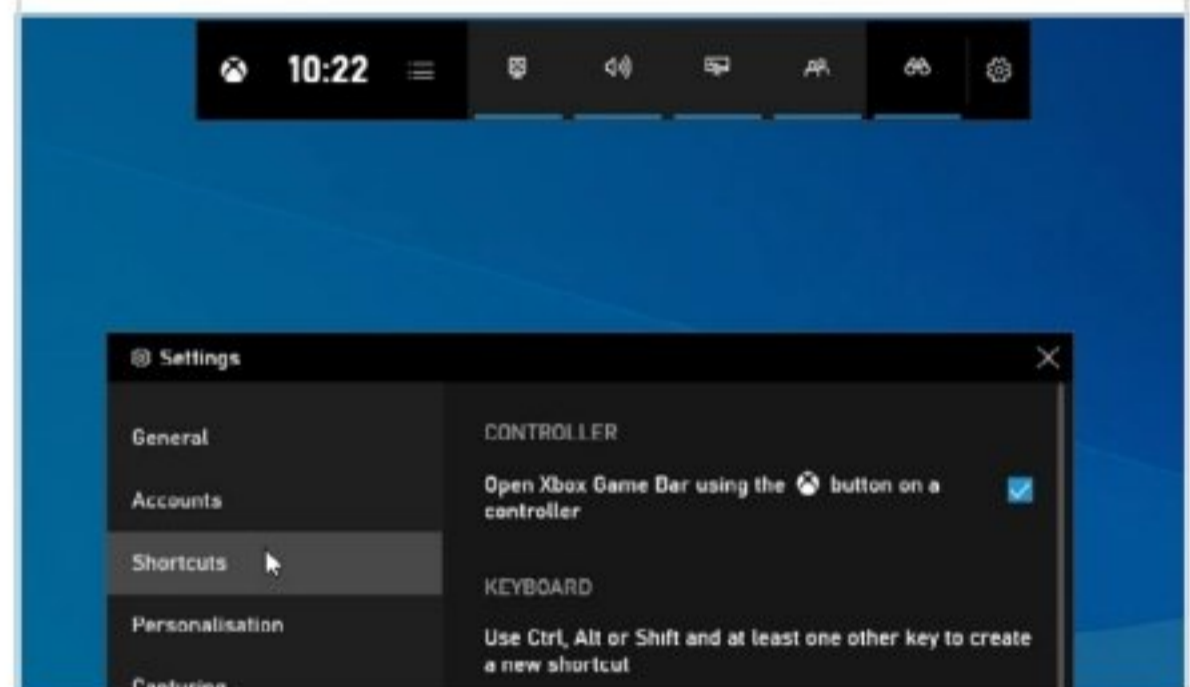 10:22
Settings
General
Accounts
Shortcuts
Personalisation
Capturing
CONTROLLER
Open Xbox Game Bar using the button on a
controller
KEYBOARD
Use Ctrl, Alt or Shift and at least one other key to create
a new shortcut